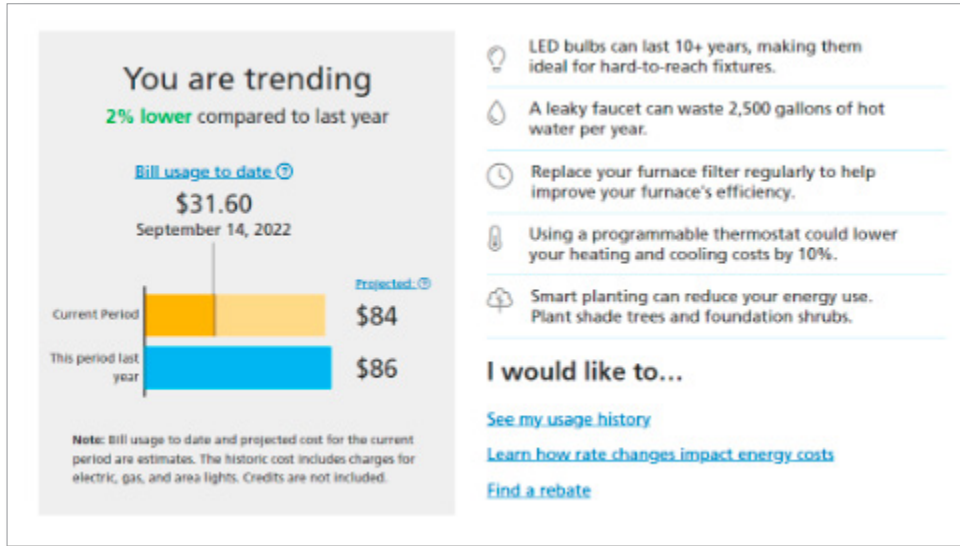 You are trending
2% lower compared to last year
Bill usage to date ?
$31.60
September 14, 2022
Projected: ?
Current Period
$84
This period last
year
$86
Note: Bill usage to date and projected cost for the current
period are estimates. The historic cost includes charges for
electric, gas, and area lights. Credits are not included.
LED bulbs can last 10+ years, making them
ideal for hard-to-reach fixtures.
A leaky faucet can waste 2,500 gallons of hot
water per year.
Replace your furnace filter regularly to help
improve your furnace's efficiency.
Using a programmable thermostat could lower
your heating and cooling costs by 10%.
Smart planting can reduce your energy use.
Plant shade trees and foundation shrubs.
I would like to...
See my usage history
Learn how rate changes impact energy costs
Find a rebate